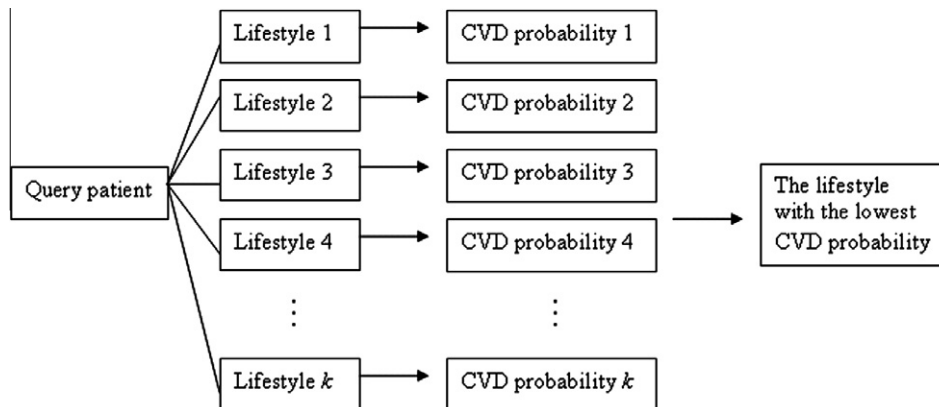 Lifestyle 1
CVD probability 1
Lifestyle 2
CVD probability 2
Query patient
Lifestyle 3
CVD probability 3
The lifestyle
with the lowest
CVD probability
Lifestyle 4
CVD probability 4
⋮
⋮
Lifestyle k
CVD probability k